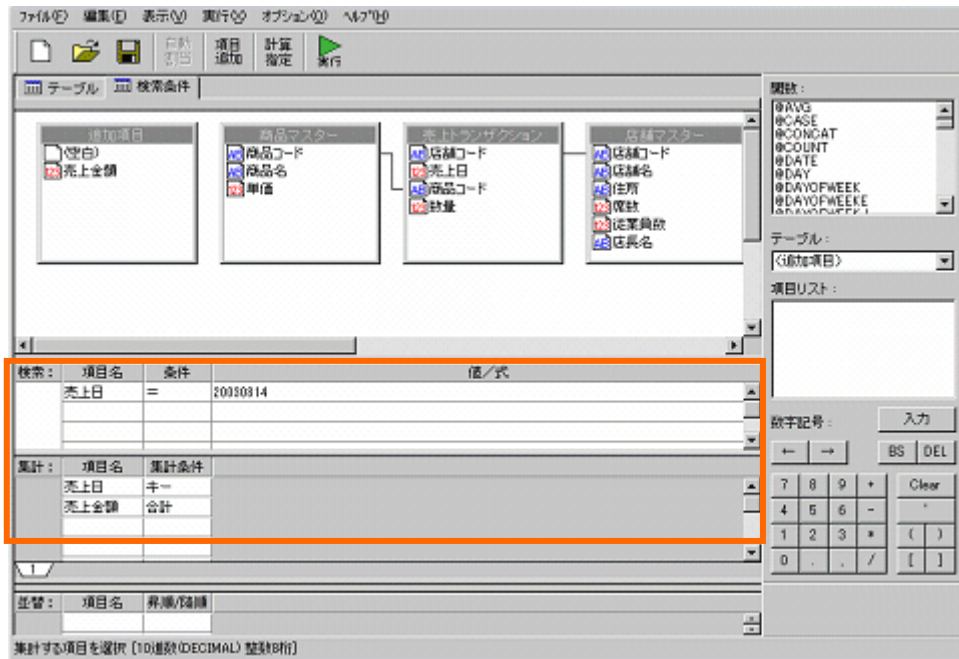 ファイル(F) 編集(E) 表示(V) 実行(X) オプション(O) ヘルプ(H)
自動割当 項目追加 計算指定 実行
テーブル 検索条件
追加項目
(空白)
売上金額
商品マスター
商品コード
商品名
単価
売上トランザクション
店舗コード
売上日
商品コード
数量
店舗マスター
店舗コード
店舗名
住所
席数
従業員数
店長名
関数:
@AVG
@CASE
@CONCAT
@COUNT
@DATE
@DAY
@DAYOFWEEK
@DAYOFWEEKE
テーブル:
(追加項目)
項目リスト:
検索: 項目名 条件 値/式
売上日 = 20030814
集計: 項目名 集計条件
売上日 キー
売上金額 合計
1
並替: 項目名 昇順/降順
数字記号: 入力
← → BS DEL
7 8 9 + Clear
4 5 6 - '
1 2 3 * ( )
0 . , / [ ]
集計する項目を選択 [10進数(DECIMAL) 整数8桁]